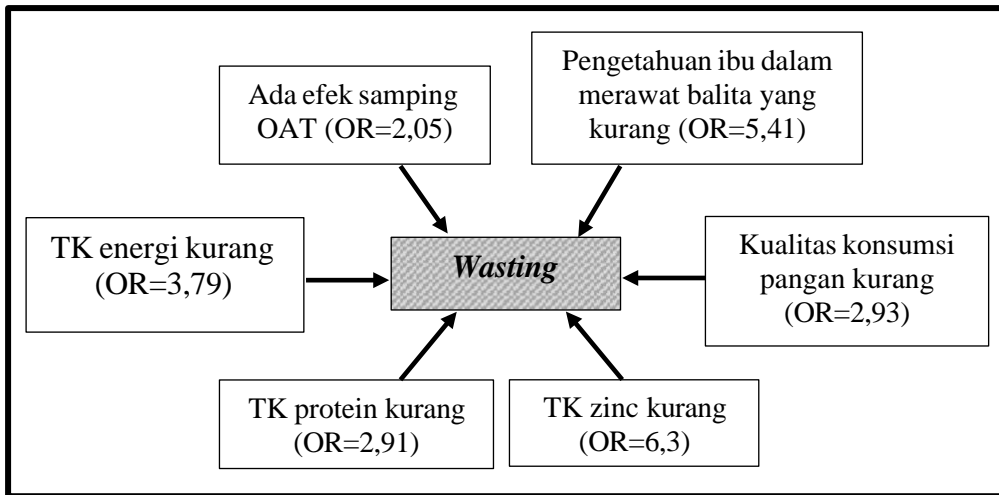 Ada efek samping
OAT (OR=2,05)
Pengetahuan ibu dalam
merawat balita yang
kurang (OR=5,41)
TK energi kurang
(OR=3,79)
Wasting
Kualitas konsumsi
pangan kurang
(OR=2,93)
TK protein kurang
(OR=2,91)
TK zinc kurang
(OR=6,3)